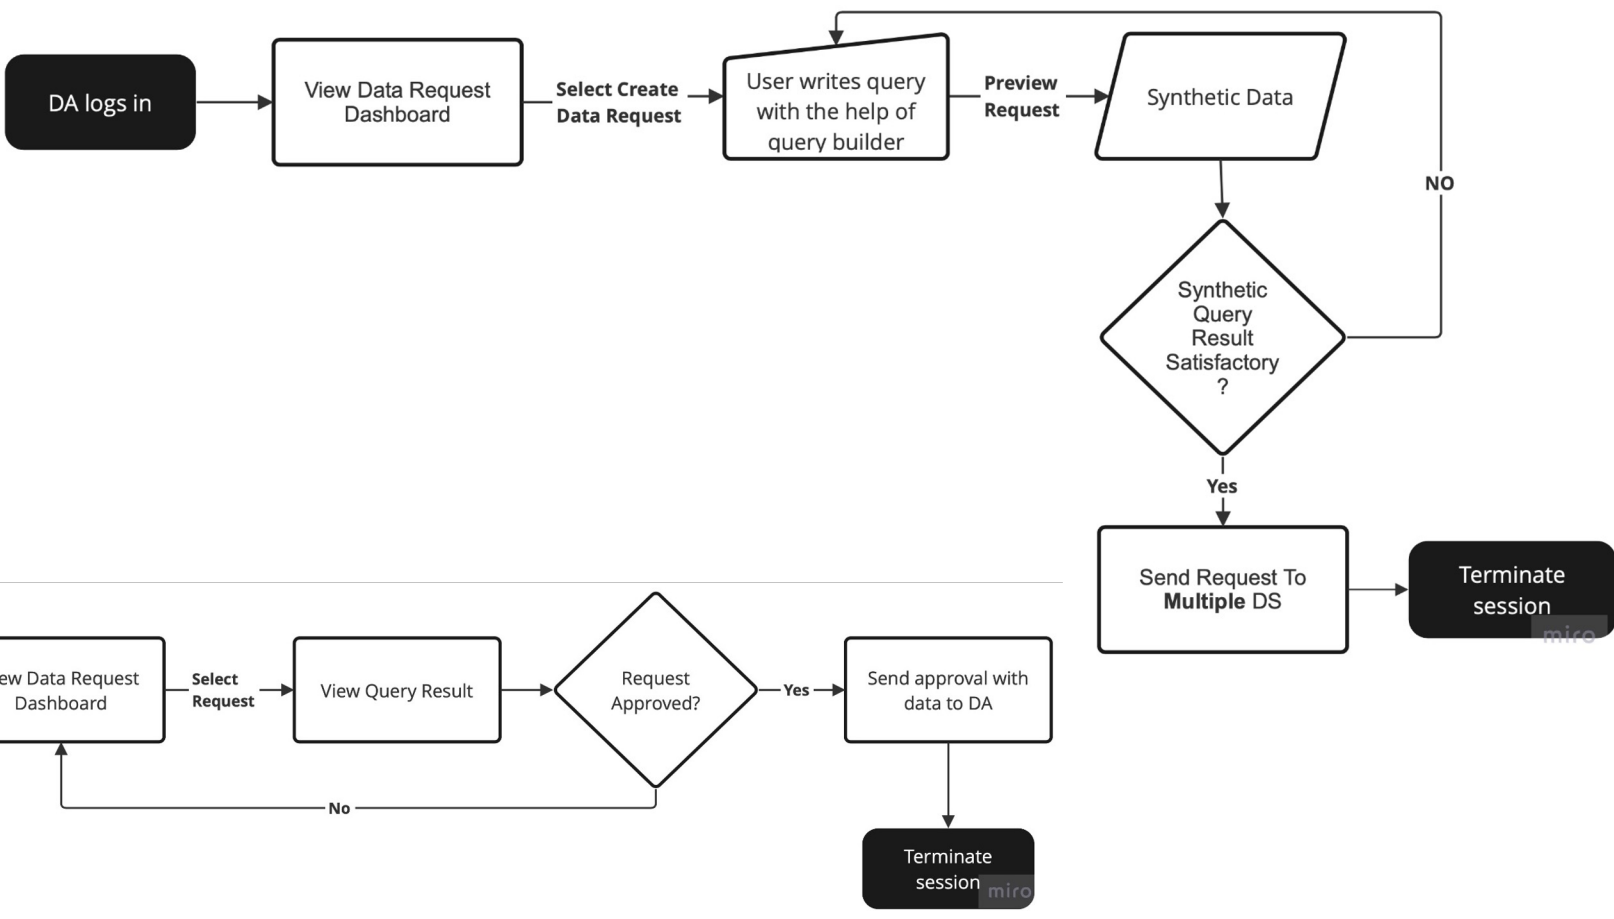 DA logs in
View Data Request
Dashboard
Select Create
Data Request
User writes query
with the help of
query builder
Preview
Request
Synthetic Data
NO
Synthetic
Query
Result
Satisfactory
?
Yes
Send Request To
Multiple DS
Terminate
session
miro
ew Data Request
Dashboard
Select
Request
View Query Result
Request
Approved?
Yes
Send approval with
data to DA
No
Terminate
session
miro